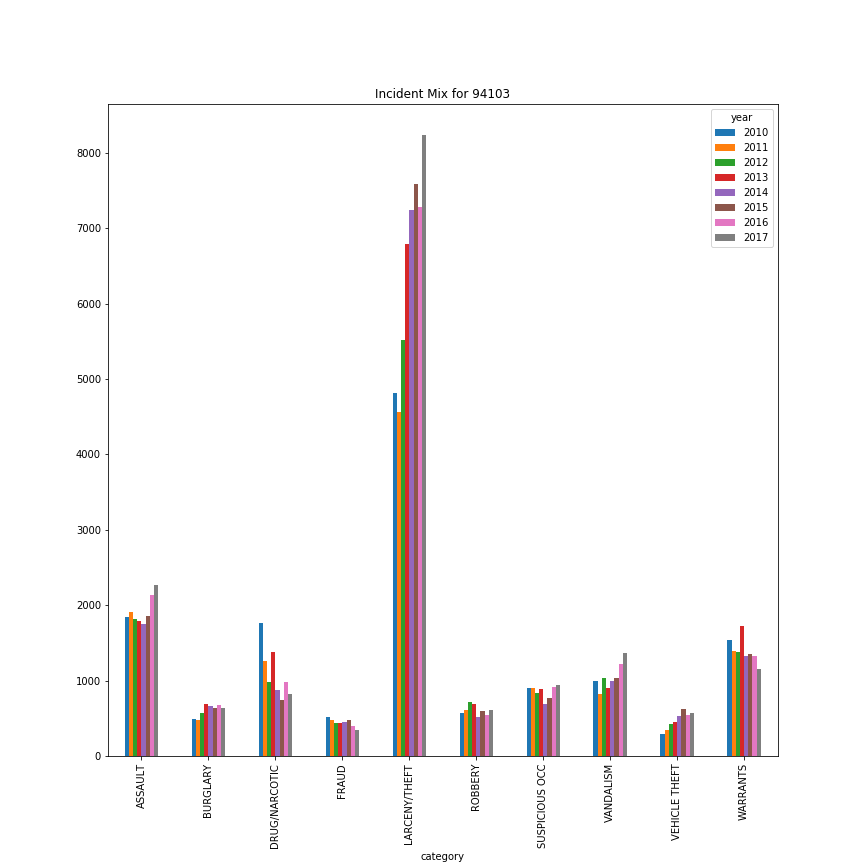 Incident Mix for 94103
year
2010
2011
2012
2013
2014
2015
2016
2017
8000
7000
6000
5000
4000
3000
2000
1000
0
ASSAULT
BURGLARY
DRUG/NARCOTIC
FRAUD
LARCENY/THEFT
ROBBERY
SUSPICIOUS OCC
VANDALISM
VEHICLE THEFT
WARRANTS
category